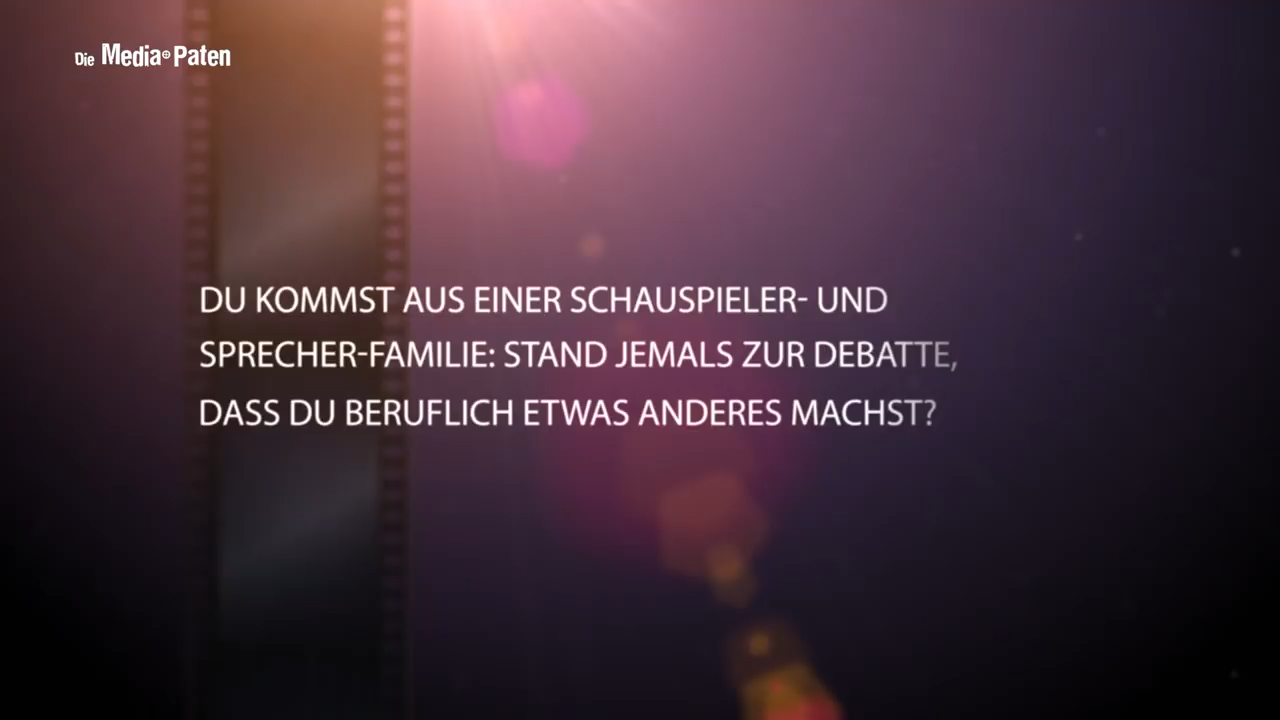 Die Media Paten
DU KOMMST AUS EINER SCHAUSPIELER- UND
SPRECHER-FAMILIE: STAND JEMALS ZUR DEBATTE,
DASS DU BERUFLICH ETWAS ANDERES MACHST?